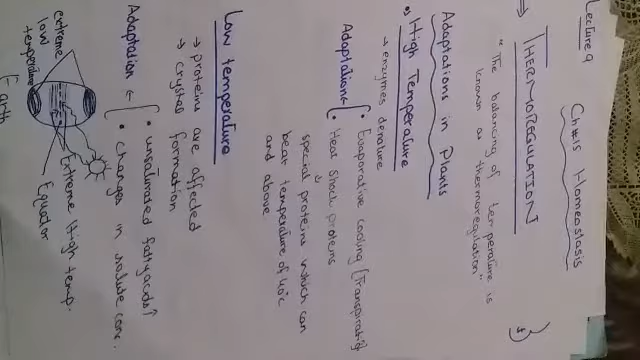 Lecture 9
Ch#15 Homeostasis
⇒ THERMOREGULATION
"The balancing of temperature is
known as thermoregulation"
Adaptations in Plants
• High Temperature
→ enzymes denature
Adaptations
• Evaporative cooling (Transpiration)
• Heat Shock proteins
↓
special proteins which can
bear temperature of 40°c
and above
Low temperature
→ proteins are affected
→ crystal formation
Adaptation ←
• unsaturated fattyacids↑
• changes in solute conc.
extreme
low
temperature
Extreme High temp.
Equator
Earth